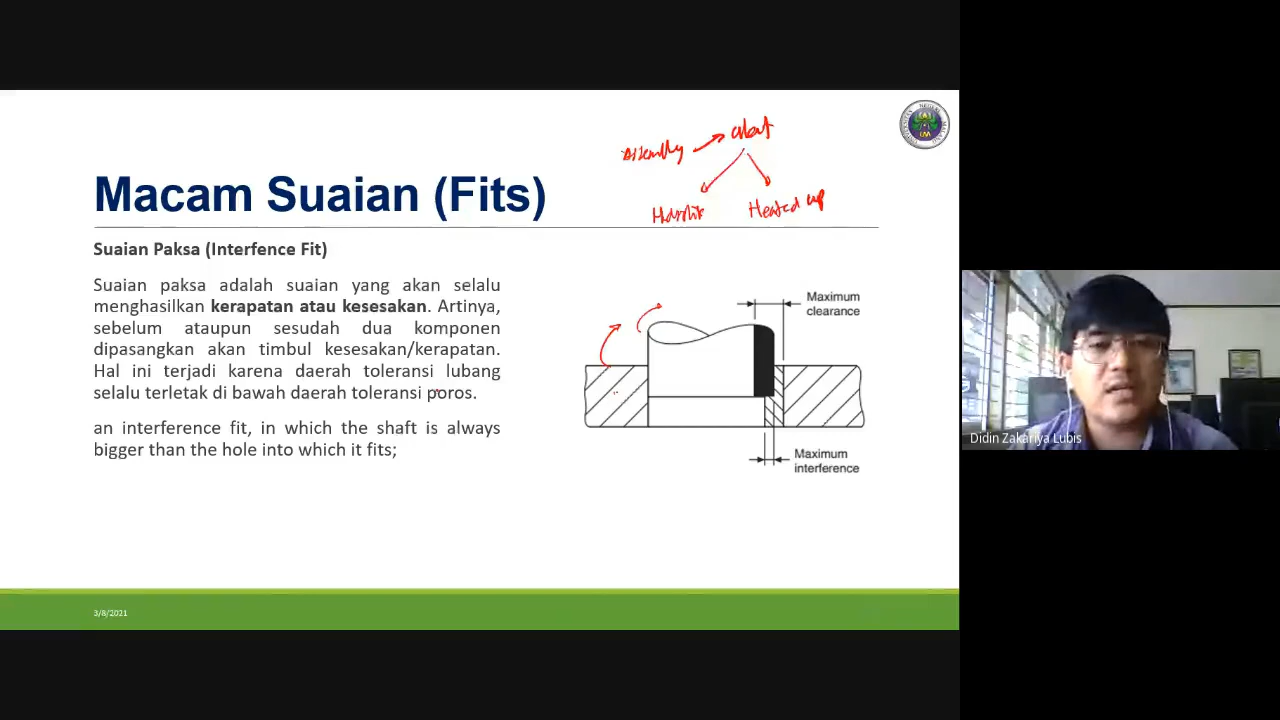 Assembly
alat
Hidrolik
Heated up
Macam Suaian (Fits)
Suaian Paksa (Interfence Fit)
Suaian paksa adalah suaian yang akan selalu
menghasilkan kerapatan atau kesesakan. Artinya,
sebelum ataupun sesudah dua komponen
dipasangkan akan timbul kesesakan/kerapatan.
Hal ini terjadi karena daerah toleransi lubang
selalu terletak di bawah daerah toleransi poros.
an interference fit, in which the shaft is always
bigger than the hole into which it fits;
Maximum
clearance
Maximum
interference
3/8/2021
Didin Zakariya Lubis